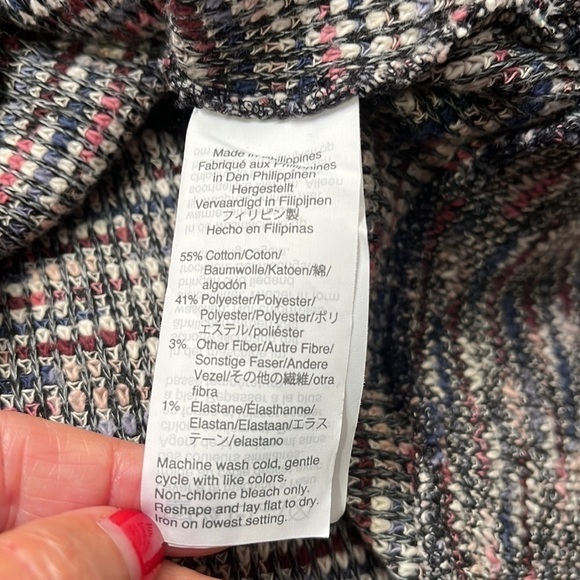 Made in Philippines
Fabriqué aux Philippines
in Den Philippinen
Hergestellt
Vervaardigd in Filipijnen
フィリピン製
Hecho en Filipinas
55% Cotton/Coton/
Baumwolle/Katoen/綿/
algodón
41% Polyester/Polyester/
Polyester/Polyester/ポリ
エステル/poliéster
3% Other Fiber/Autre Fibre/
Sonstige Faser/Andere
Vezel/その他の繊維/otra
fibra
1% Elastane/Élasthanne/
Elastan/Elastaan/エラス
テーン/elastano
Machine wash cold, gentle
cycle with like colors.
Non-chlorine bleach only.
Reshape and lay flat to dry.
Iron on lowest setting.